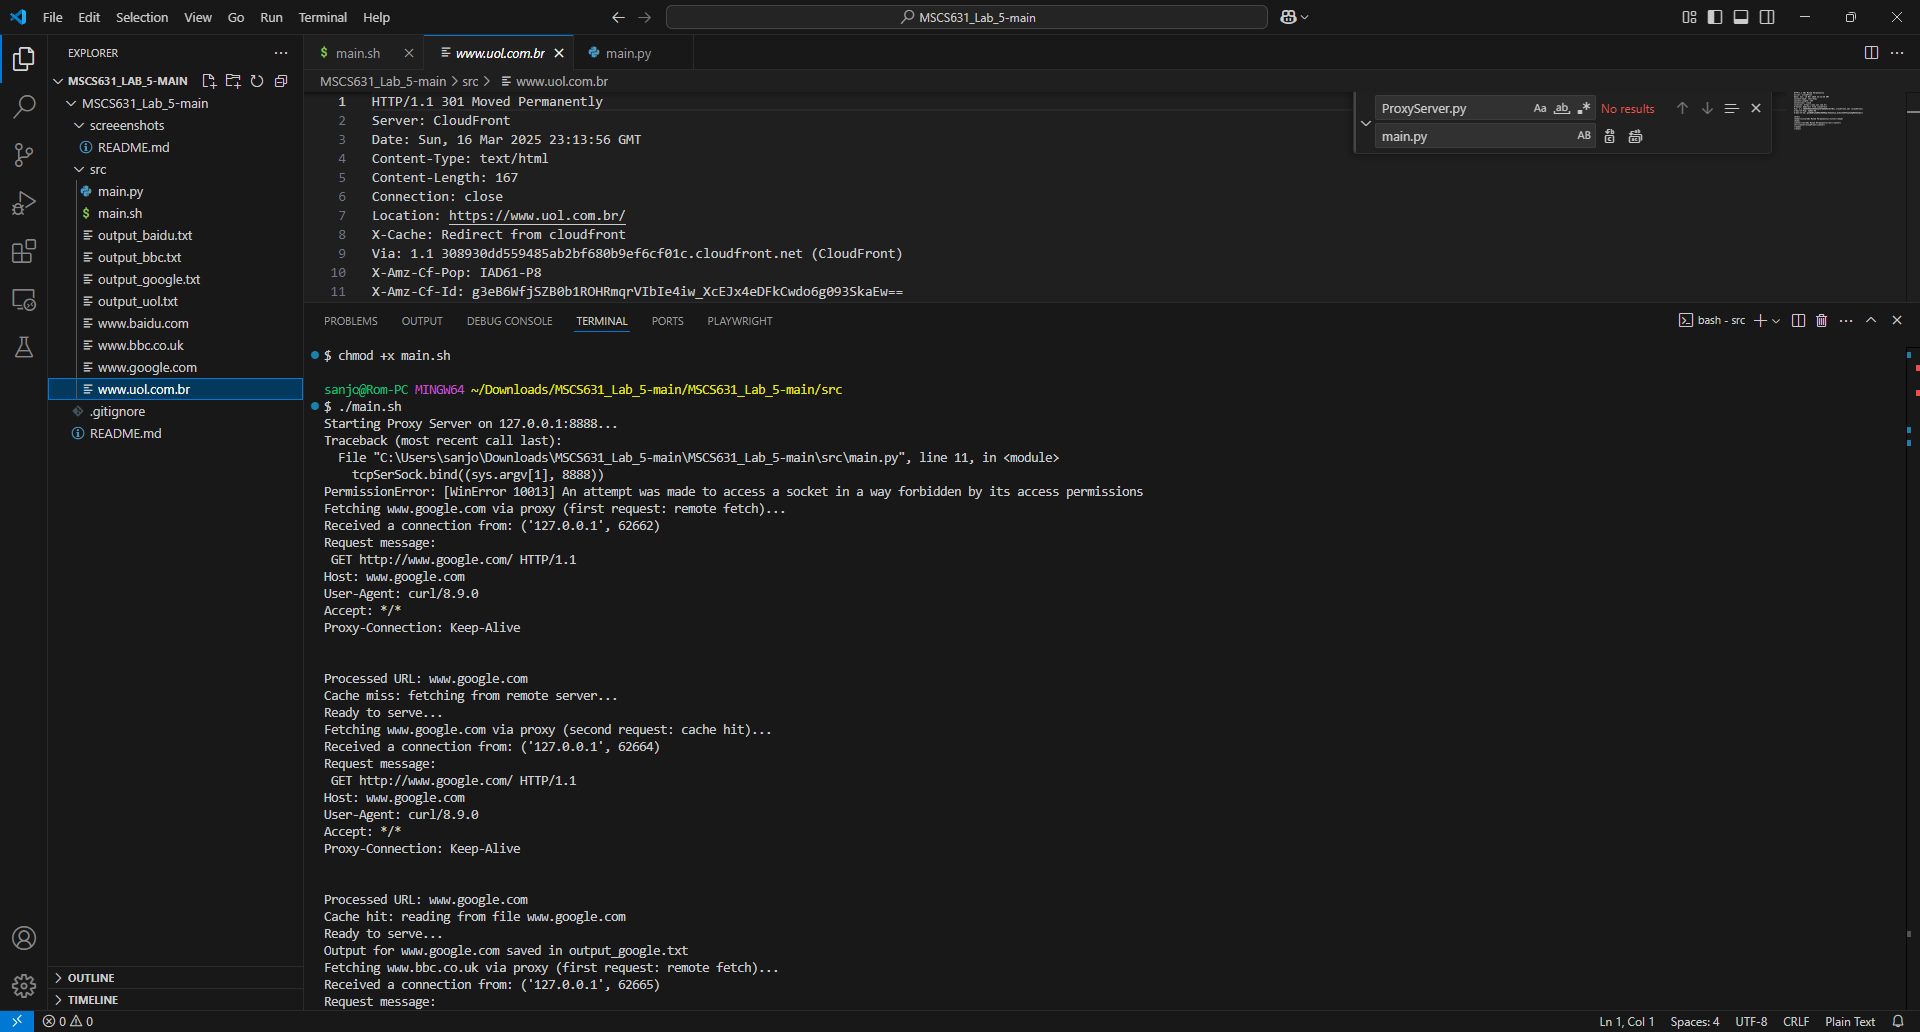 File Edit Selection View Go Run Terminal Help
MSCS631_Lab_5-main
EXPLORER
MSCS631_LAB_5-MAIN
MSCS631_Lab_5-main
screeenshots
README.md
src
main.py
main.sh
output_baidu.txt
output_bbc.txt
output_google.txt
output_uol.txt
www.baidu.com
www.bbc.co.uk
www.google.com
www.uol.com.br
.gitignore
README.md
OUTLINE
TIMELINE
main.sh www.uol.com.br main.py
MSCS631_Lab_5-main > src > www.uol.com.br
1 HTTP/1.1 301 Moved Permanently
2 Server: CloudFront
3 Date: Sun, 16 Mar 2025 23:13:56 GMT
4 Content-Type: text/html
5 Content-Length: 167
6 Connection: close
7 Location: https://www.uol.com.br/
8 X-Cache: Redirect from cloudfront
9 Via: 1.1 308930dd559485ab2bf680b9ef6cf01c.cloudfront.net (CloudFront)
10 X-Amz-Cf-Pop: IAD61-P8
11 X-Amz-Cf-Id: g3eB6WfjSZB0b1ROHRmqrVIbIe4iw_XcEJx4eDFkCwdo6g093SkaEw==
ProxyServer.py Aa ab .* No results
main.py AB
PROBLEMS OUTPUT DEBUG CONSOLE TERMINAL PORTS PLAYWRIGHT
bash - src
$ chmod +x main.sh
sanjo@Rom-PC MINGW64 ~/Downloads/MSCS631_Lab_5-main/MSCS631_Lab_5-main/src
$ ./main.sh
Starting Proxy Server on 127.0.0.1:8888...
Traceback (most recent call last):
File "C:\Users\sanjo\Downloads\MSCS631_Lab_5-main\MSCS631_Lab_5-main\src\main.py", line 11, in <module>
tcpSerSock.bind((sys.argv[1], 8888))
PermissionError: [WinError 10013] An attempt was made to access a socket in a way forbidden by its access permissions
Fetching www.google.com via proxy (first request: remote fetch)...
Received a connection from: ('127.0.0.1', 62662)
Request message:
GET http://www.google.com/ HTTP/1.1
Host: www.google.com
User-Agent: curl/8.9.0
Accept: */*
Proxy-Connection: Keep-Alive
Processed URL: www.google.com
Cache miss: fetching from remote server...
Ready to serve...
Fetching www.google.com via proxy (second request: cache hit)...
Received a connection from: ('127.0.0.1', 62664)
Request message:
GET http://www.google.com/ HTTP/1.1
Host: www.google.com
User-Agent: curl/8.9.0
Accept: */*
Proxy-Connection: Keep-Alive
Processed URL: www.google.com
Cache hit: reading from file www.google.com
Ready to serve...
Output for www.google.com saved in output_google.txt
Fetching www.bbc.co.uk via proxy (first request: remote fetch)...
Received a connection from: ('127.0.0.1', 62665)
Request message:
0 0 Ln 1, Col 1 Spaces: 4 UTF-8 CRLF Plain Text